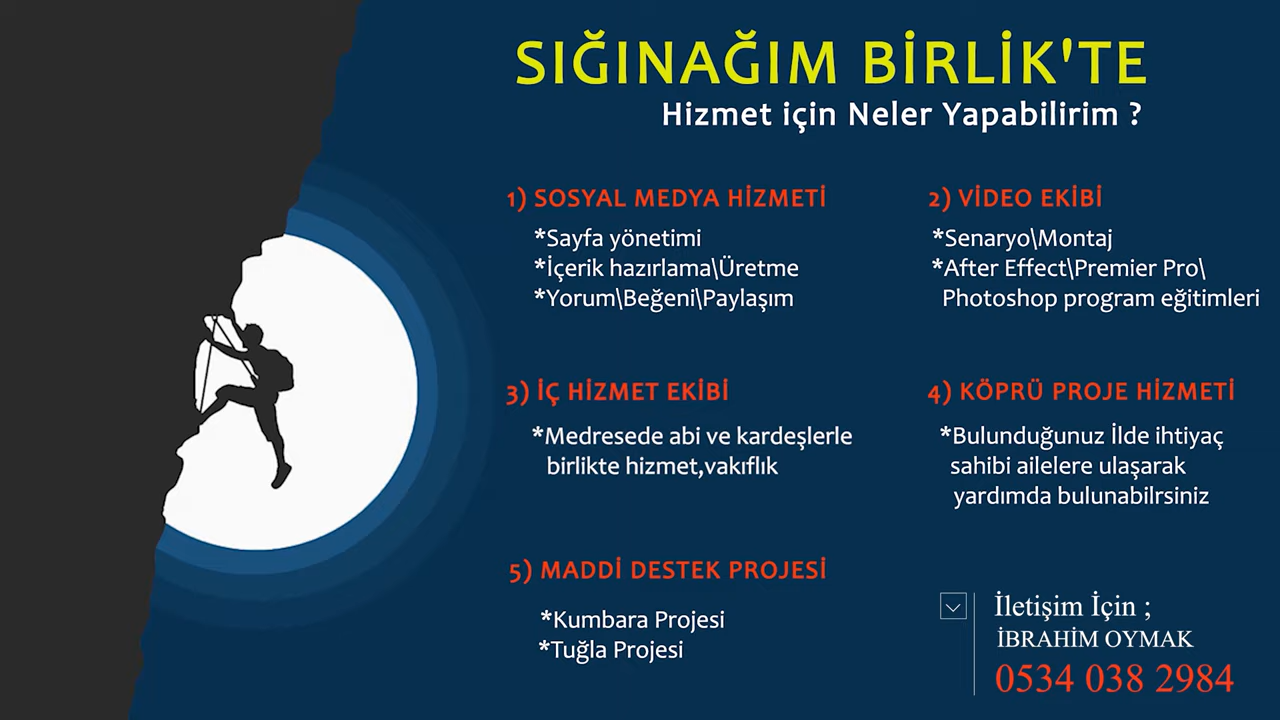 SIĞINAĞIM BİRLİK'TE
Hizmet için Neler Yapabilirim ?
1) SOSYAL MEDYA HİZMETİ
*Sayfa yönetimi
*İçerik hazırlama\Üretme
*Yorum\Beğeni\Paylaşım
2) VİDEO EKİBİ
*Senaryo\Montaj
*After Effect\Premier Pro\
Photoshop program eğitimleri
3) İÇ HİZMET EKİBİ
*Medresede abi ve kardeşlerle
birlikte hizmet,vakıflık
4) KÖPRÜ PROJE HİZMETİ
*Bulunduğunuz İlde ihtiyaç
sahibi ailelere ulaşarak
yardımda bulunabilrsiniz
5) MADDİ DESTEK PROJESİ
*Kumbara Projesi
*Tuğla Projesi
İletişim İçin ;
İBRAHİM OYMAK
0534 038 2984